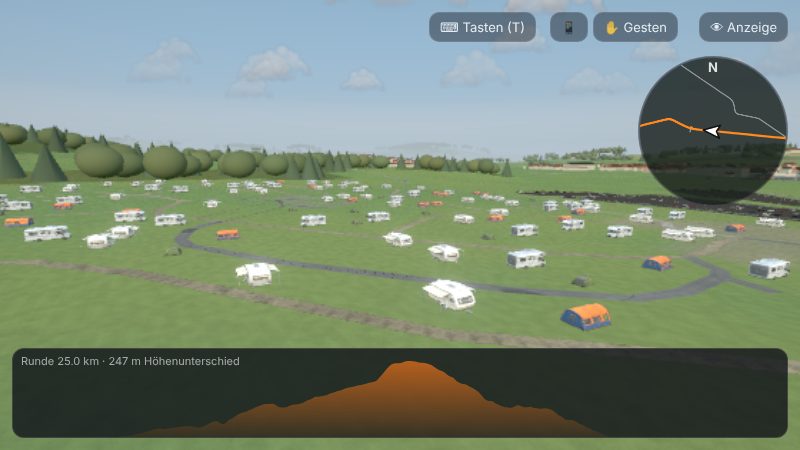 Tasten (T)
Gesten
Anzeige
N
Runde 25.0 km · 247 m Höhenunterschied